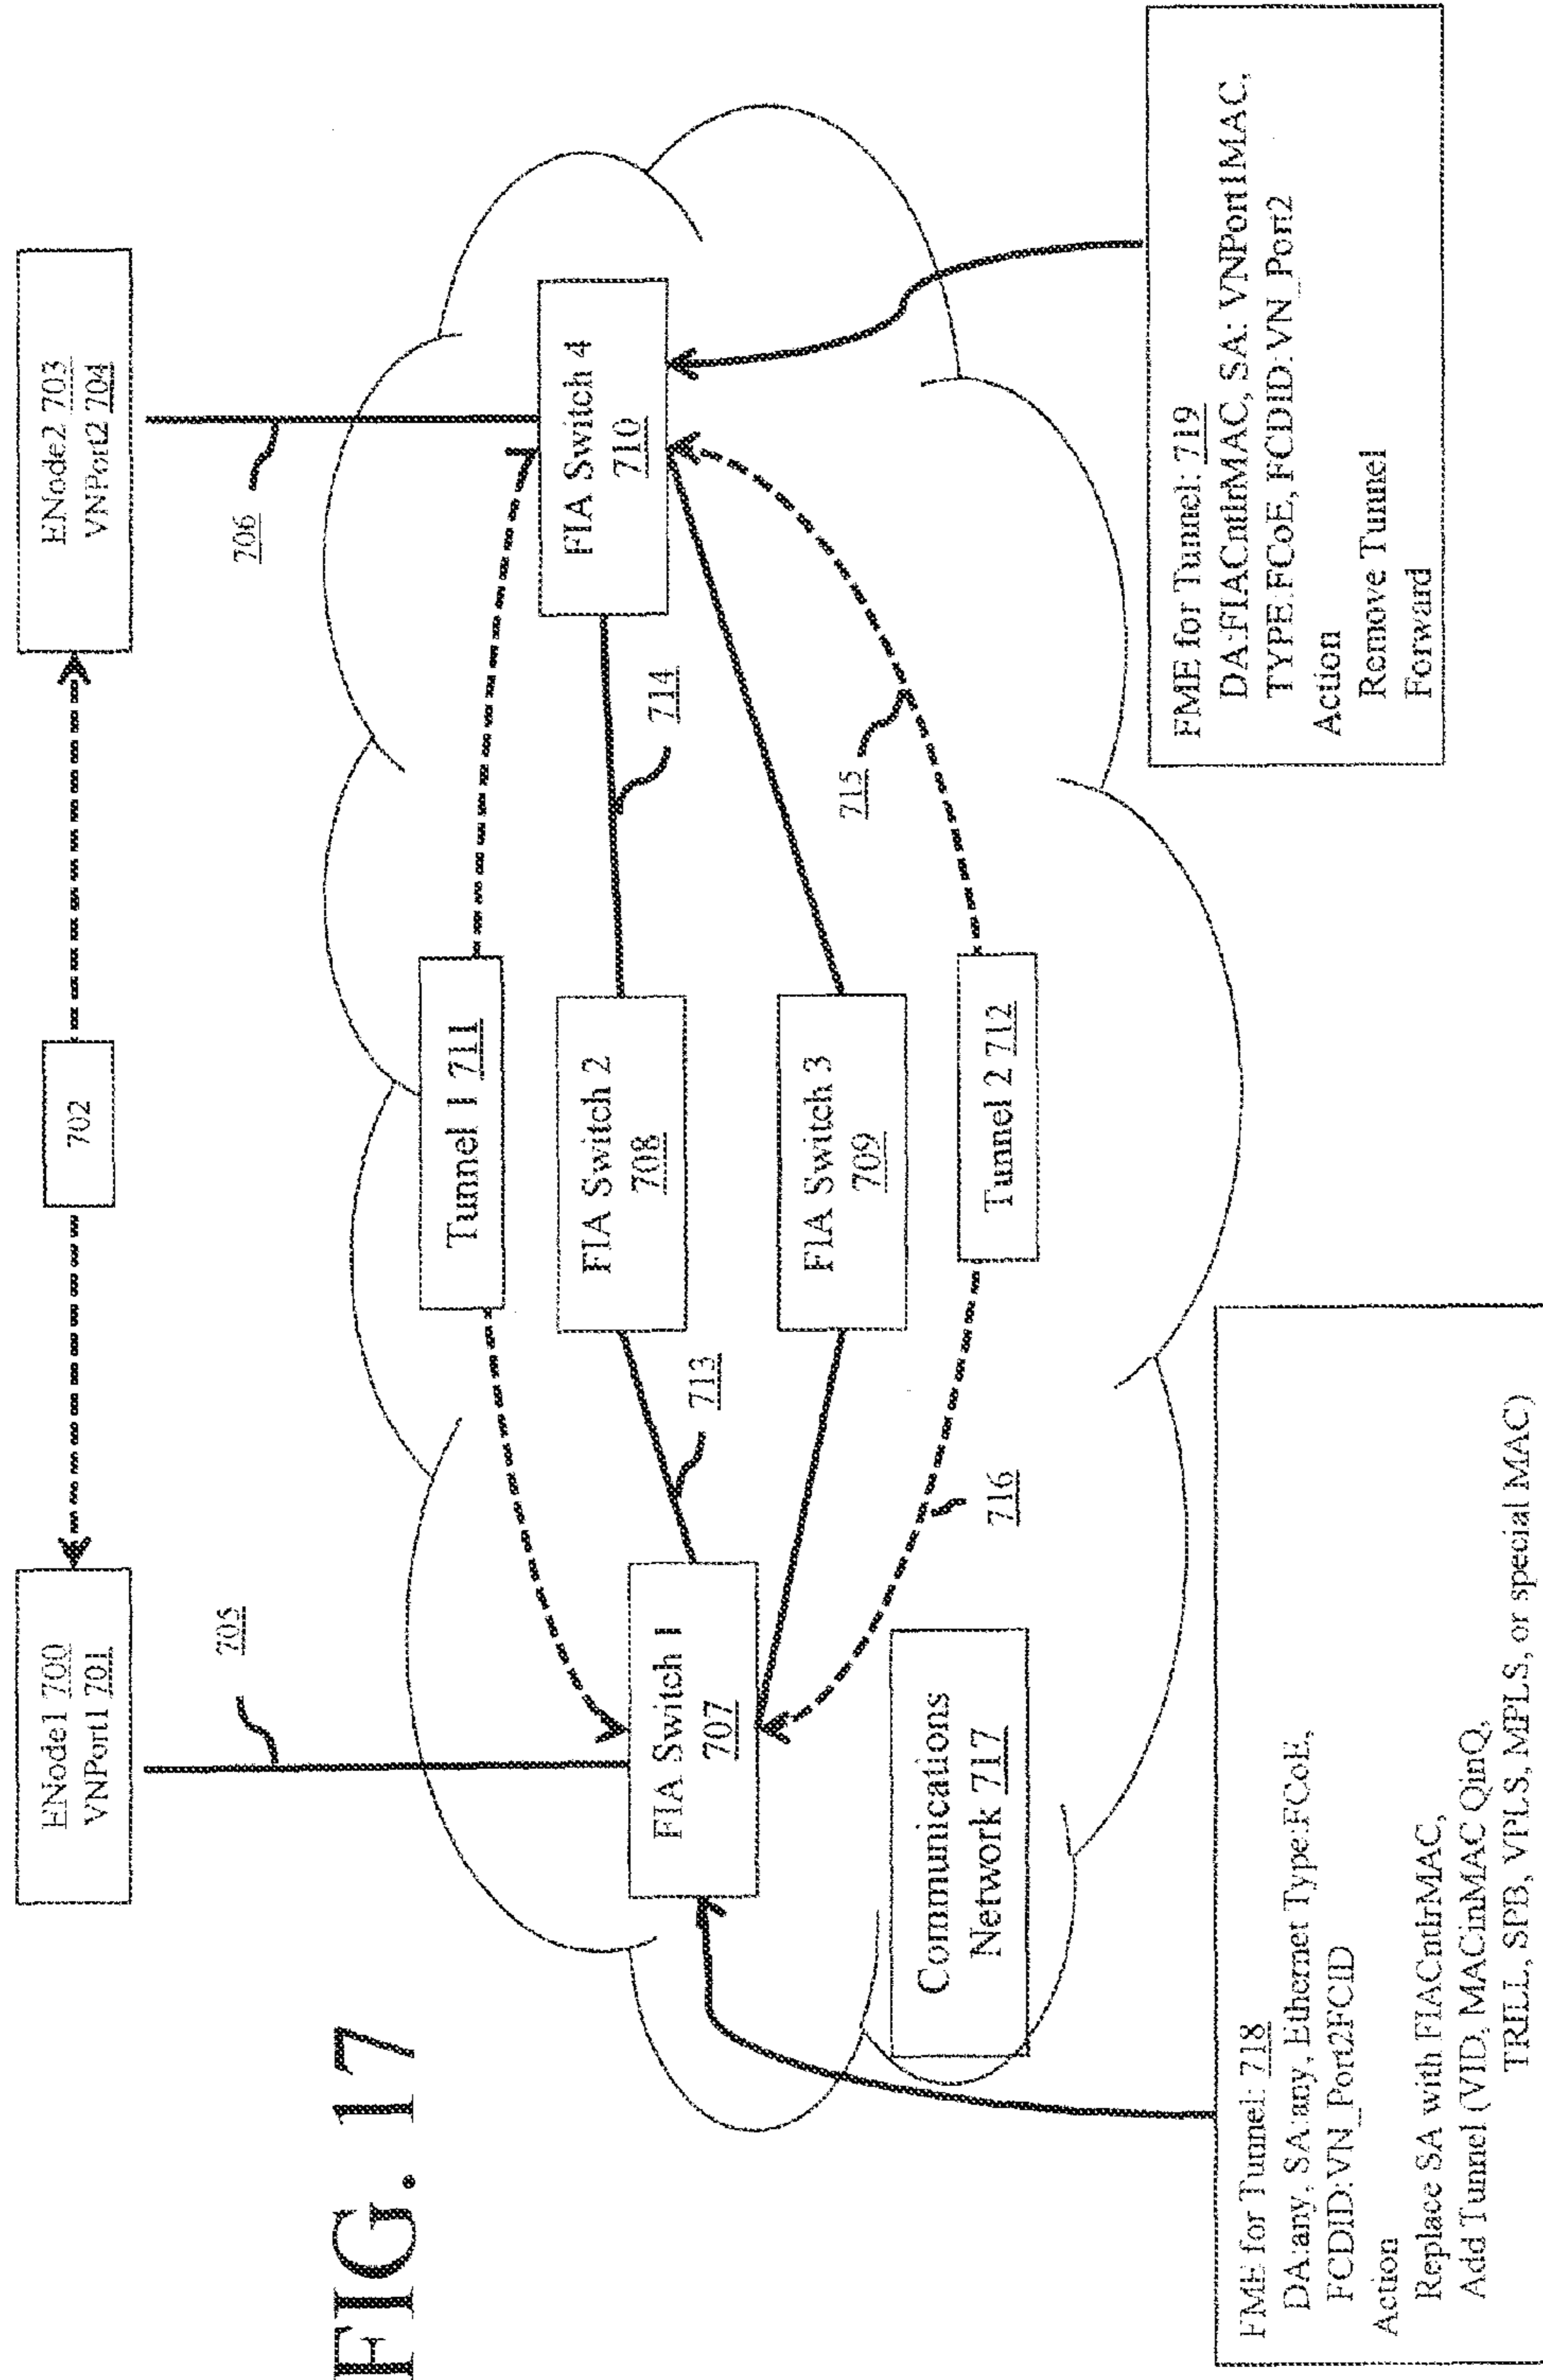 FIG. 17
ENode1 700
VNPort1 701
702
ENode2 703
VNPort2 704
705
706
Tunnel 1 711
FIA Switch 1
707
FIA Switch 2
708
FIA Switch 4
710
713
714
FIA Switch 3
709
715
716
Tunnel 2 712
Communications
Network 717
FME for Tunnel: 718
DA:any, SA:any, Ethernet Type:FCoE,
FCDID:VN_Port2FCID
Action
Replace SA with FIACntlrMAC,
Add Tunnel (VID, MACinMAC QinQ,
TRILL, SPB, VPLS, MPLS, or special MAC)
FME for Tunnel: 719
DA:FIACntlrMAC, SA: VNPort1MAC,
TYPE:FCoE, FCDID:VN_Port2
Action
Remove Tunnel
Forward